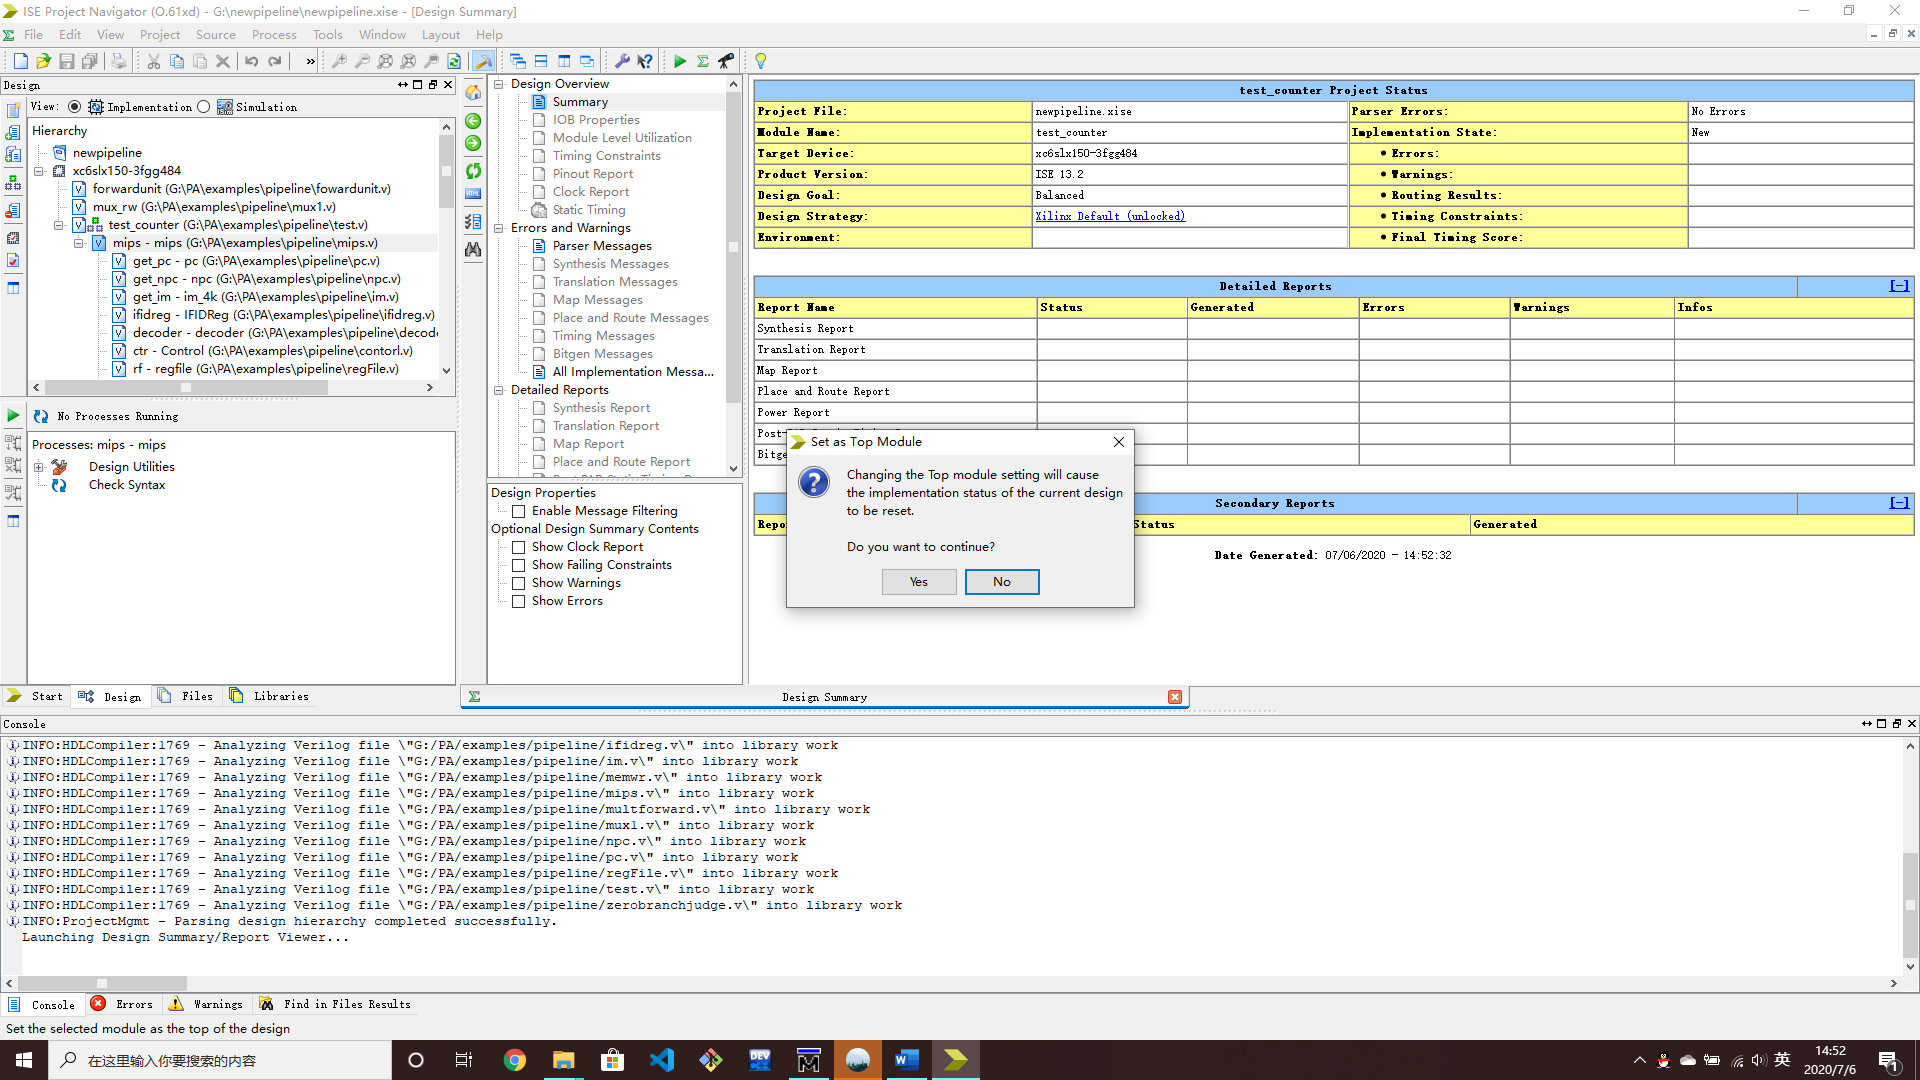 ISE Project Navigator (O.61xd) - G:\newpipeline\newpipeline.xise - [Design Summary]
File Edit View Project Source Process Tools Window Layout Help
Design
View: Implementation Simulation
Hierarchy
newpipeline
xc6slx150-3fgg484
forwardunit (G:\PA\examples\pipeline\fowardunit.v)
mux_rw (G:\PA\examples\pipeline\mux1.v)
test_counter (G:\PA\examples\pipeline\test.v)
mips - mips (G:\PA\examples\pipeline\mips.v)
get_pc - pc (G:\PA\examples\pipeline\pc.v)
get_npc - npc (G:\PA\examples\pipeline\npc.v)
get_im - im_4k (G:\PA\examples\pipeline\im.v)
ifidreg - IFIDReg (G:\PA\examples\pipeline\ifidreg.v)
decoder - decoder (G:\PA\examples\pipeline\decode
ctr - Control (G:\PA\examples\pipeline\contorl.v)
rf - regfile (G:\PA\examples\pipeline\regFile.v)
No Processes Running
Processes: mips - mips
Design Utilities
Check Syntax
Start Design Files Libraries
Design Overview
Summary
IOB Properties
Module Level Utilization
Timing Constraints
Pinout Report
Clock Report
Static Timing
Errors and Warnings
Parser Messages
Synthesis Messages
Translation Messages
Map Messages
Place and Route Messages
Timing Messages
Bitgen Messages
All Implementation Messa...
Detailed Reports
Synthesis Report
Translation Report
Map Report
Place and Route Report
Design Properties
Enable Message Filtering
Optional Design Summary Contents
Show Clock Report
Show Failing Constraints
Show Warnings
Show Errors
test_counter Project Status
Project File: newpipeline.xise Parser Errors: No Errors
Module Name: test_counter Implementation State: New
Target Device: xc6slx150-3fgg484 • Errors:
Product Version: ISE 13.2 • Warnings:
Design Goal: Balanced • Routing Results:
Design Strategy: Xilinx Default (unlocked) • Timing Constraints:
Environment: • Final Timing Score:
Detailed Reports [-]
Report Name Status Generated Errors Warnings Infos
Synthesis Report
Translation Report
Map Report
Place and Route Report
Power Report
Post-
Bitge
Secondary Reports [-]
Repo Status Generated
Date Generated: 07/06/2020 - 14:52:32
Set as Top Module
Changing the Top module setting will cause
the implementation status of the current design
to be reset.
Do you want to continue?
Yes No
Design Summary
Console
INFO:HDLCompiler:1769 - Analyzing Verilog file \"G:/PA/examples/pipeline/ifidreg.v\" into library work
INFO:HDLCompiler:1769 - Analyzing Verilog file \"G:/PA/examples/pipeline/im.v\" into library work
INFO:HDLCompiler:1769 - Analyzing Verilog file \"G:/PA/examples/pipeline/memwr.v\" into library work
INFO:HDLCompiler:1769 - Analyzing Verilog file \"G:/PA/examples/pipeline/mips.v\" into library work
INFO:HDLCompiler:1769 - Analyzing Verilog file \"G:/PA/examples/pipeline/multforward.v\" into library work
INFO:HDLCompiler:1769 - Analyzing Verilog file \"G:/PA/examples/pipeline/mux1.v\" into library work
INFO:HDLCompiler:1769 - Analyzing Verilog file \"G:/PA/examples/pipeline/npc.v\" into library work
INFO:HDLCompiler:1769 - Analyzing Verilog file \"G:/PA/examples/pipeline/pc.v\" into library work
INFO:HDLCompiler:1769 - Analyzing Verilog file \"G:/PA/examples/pipeline/regFile.v\" into library work
INFO:HDLCompiler:1769 - Analyzing Verilog file \"G:/PA/examples/pipeline/test.v\" into library work
INFO:HDLCompiler:1769 - Analyzing Verilog file \"G:/PA/examples/pipeline/zerobranchjudge.v\" into library work
INFO:ProjectMgmt - Parsing design hierarchy completed successfully.
Launching Design Summary/Report Viewer...
Console Errors Warnings Find in Files Results
Set the selected module as the top of the design
在这里输入你要搜索的内容
DEV
英
14:52
2020/7/6
1